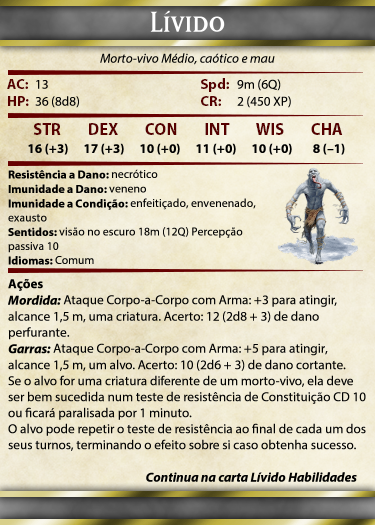 Lívido
Morto-vivo Médio, caótico e mau
AC: 13 Spd: 9m (6Q)
HP: 36 (8d8) CR: 2 (450 XP)
STR DEX CON INT WIS CHA
16 (+3) 17 (+3) 10 (+0) 11 (+0) 10 (+0) 8 (–1)
Resistência a Dano: necrótico
Imunidade a Dano: veneno
Imunidade a Condição: enfeitiçado, envenenado,
exausto
Sentidos: visão no escuro 18m (12Q) Percepção
passiva 10
Idiomas: Comum
Ações
Mordida: Ataque Corpo-a-Corpo com Arma: +3 para atingir,
alcance 1,5 m, uma criatura. Acerto: 12 (2d8 + 3) de dano
perfurante.
Garras: Ataque Corpo-a-Corpo com Arma: +5 para atingir,
alcance 1,5 m, um alvo. Acerto: 10 (2d6 + 3) de dano cortante.
Se o alvo for uma criatura diferente de um morto-vivo, ela deve
ser bem sucedida num teste de resistência de Constituição CD 10
ou ficará paralisada por 1 minuto.
O alvo pode repetir o teste de resistência ao final de cada um dos
seus turnos, terminando o efeito sobre si caso obtenha sucesso.
Continua na carta Lívido Habilidades